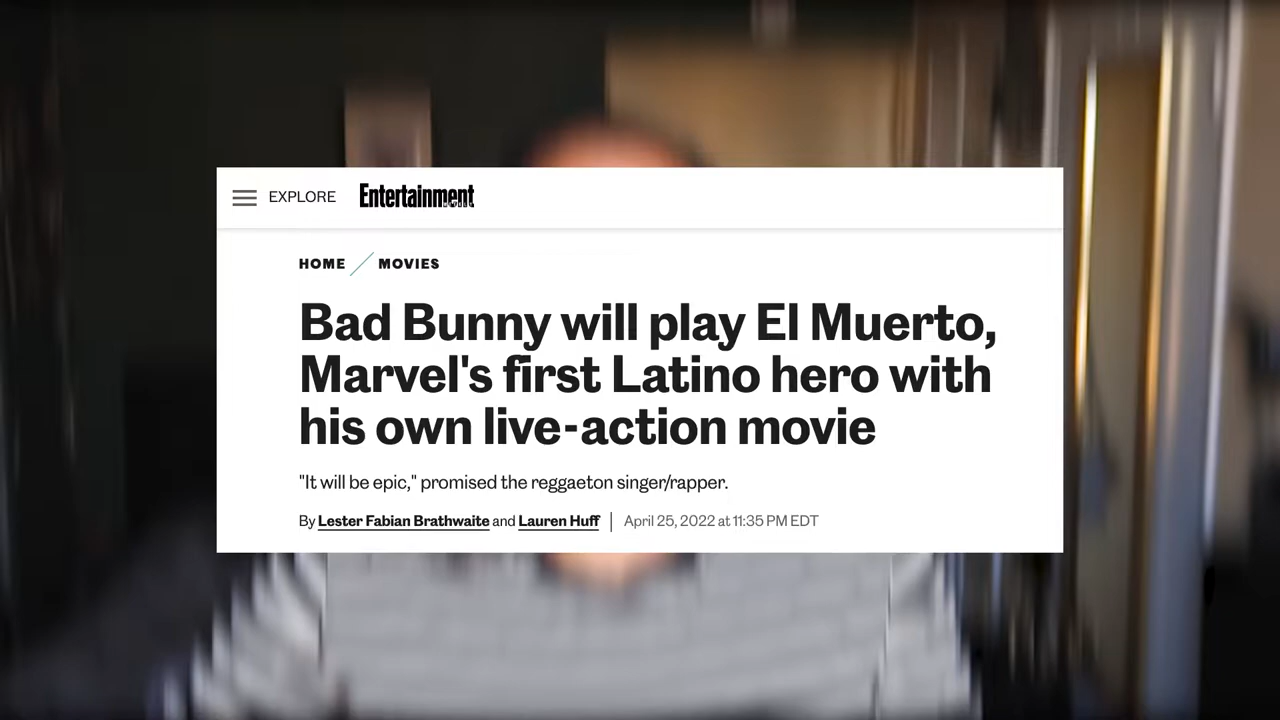 EXPLORE Entertainment
HOME / MOVIES
Bad Bunny will play El Muerto,
Marvel's first Latino hero with
his own live-action movie
"It will be epic," promised the reggaeton singer/rapper.
By Lester Fabian Brathwaite and Lauren Huff | April 25, 2022 at 11:35 PM EDT